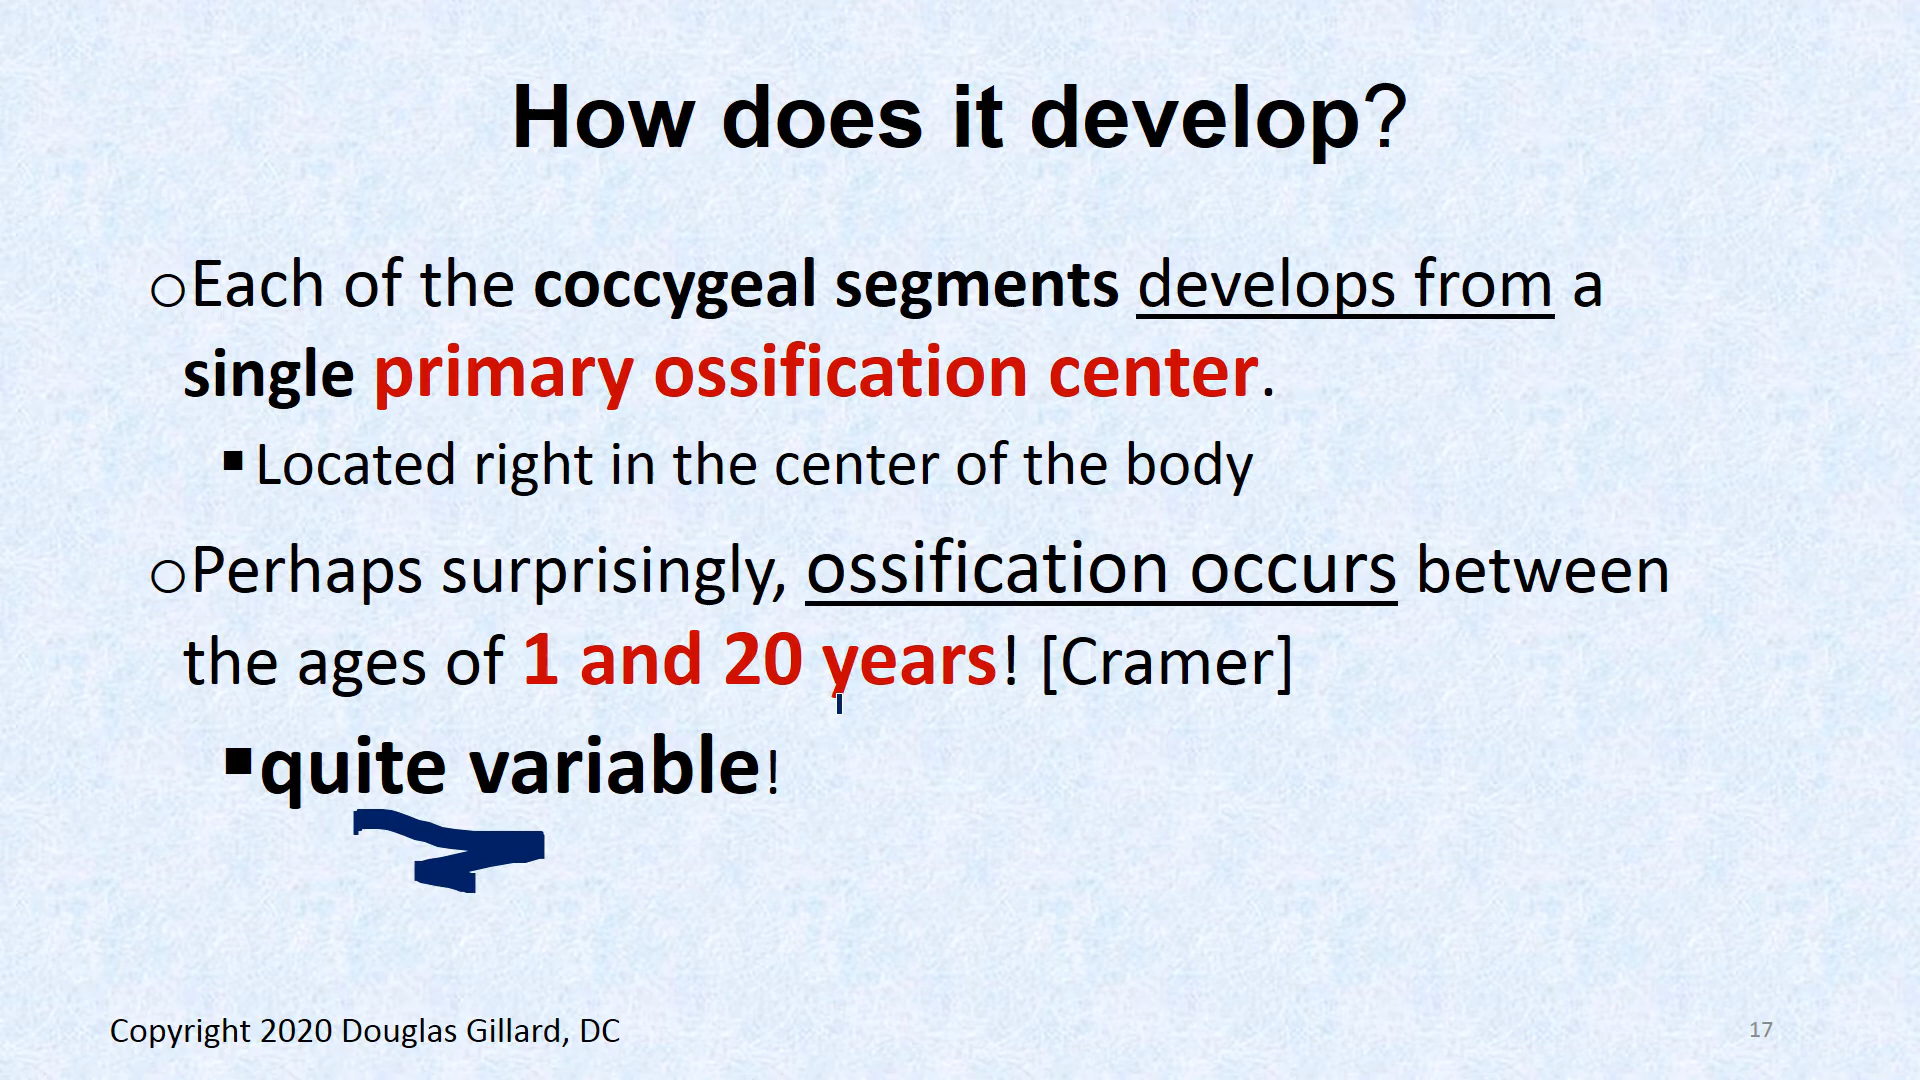 How does it develop?
oEach of the coccygeal segments develops from a
single primary ossification center.
▪Located right in the center of the body
oPerhaps surprisingly, ossification occurs between
the ages of 1 and 20 years! [Cramer]
▪quite variable!
Copyright 2020 Douglas Gillard, DC
17